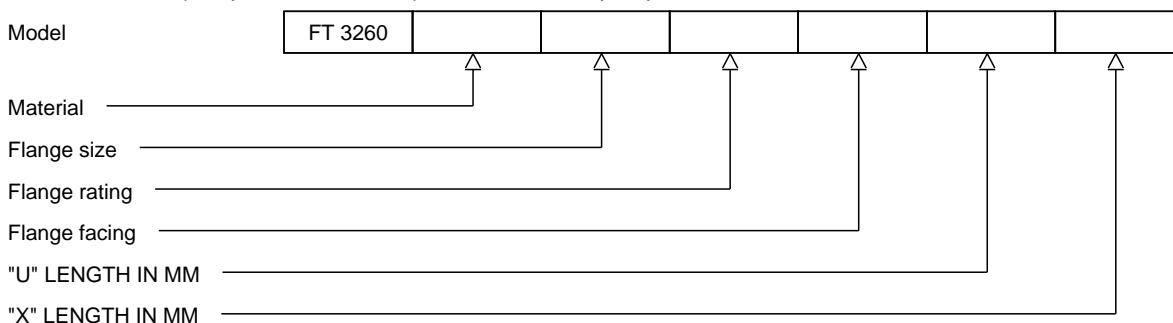 Model FT 3260
Material
Flange size
Flange rating
Flange facing
"U" LENGTH IN MM
"X" LENGTH IN MM